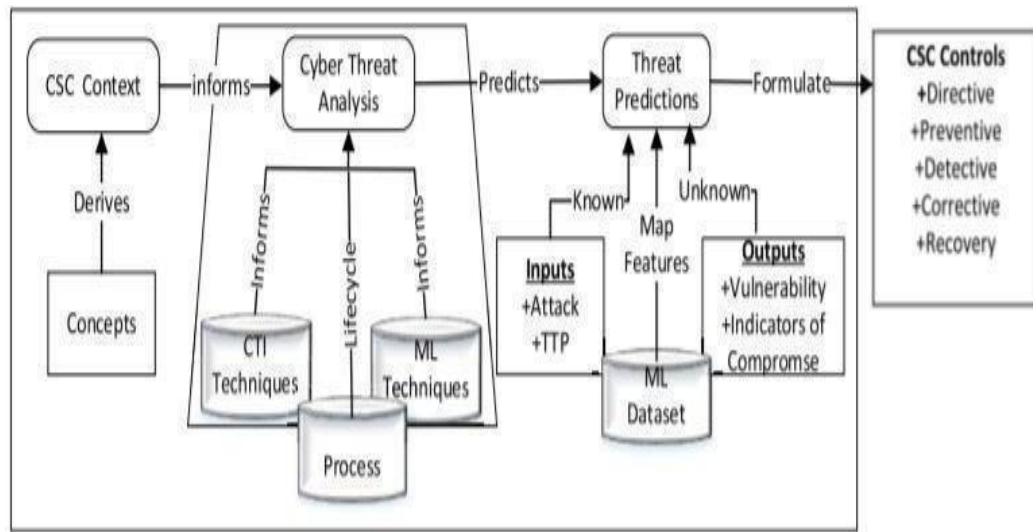 CSC Context
informs
Cyber Threat
Analysis
Predicts
Threat
Predictions
Formulate
CSC Controls
+Directive
+Preventive
+Detective
+Corrective
+Recovery
Derives
Concepts
Informs
Lifecycle
Informs
CTI
Techniques
ML
Techniques
Process
Known
Map
Features
Unknown
Inputs
+Attack
+TTP
Outputs
+Vulnerability
+Indicators of
Compromse
ML
Dataset